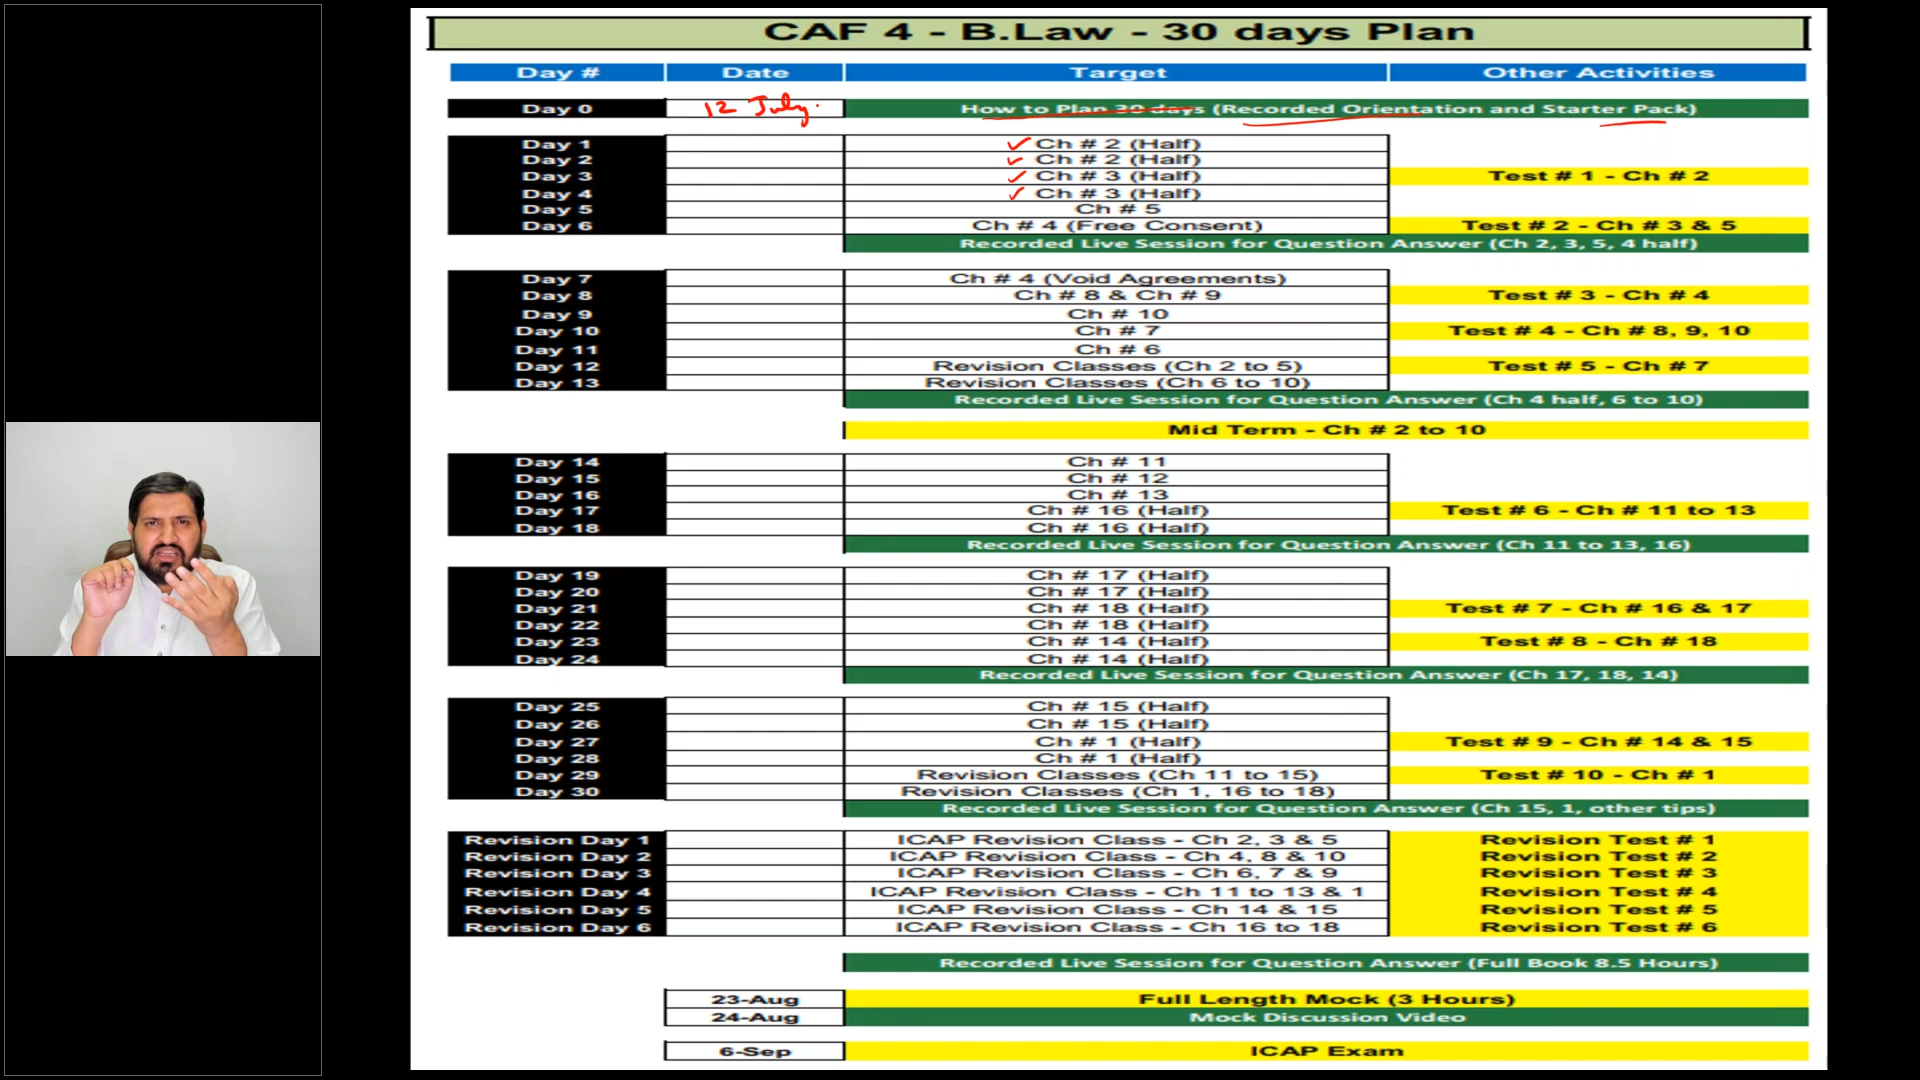 CAF 4 - B.Law - 30 days Plan
Day # Date Target Other Activities
Day 0 12 July. How to Plan 30 days (Recorded Orientation and Starter Pack)
Day 1 Ch # 2 (Half)
Day 2 Ch # 2 (Half)
Day 3 Ch # 3 (Half) Test # 1 - Ch # 2
Day 4 Ch # 3 (Half)
Day 5 Ch # 5
Day 6 Ch # 4 (Free Consent) Test # 2 - Ch # 3 & 5
Recorded Live Session for Question Answer (Ch 2, 3, 5, 4 half)
Day 7 Ch # 4 (Void Agreements)
Day 8 Ch # 8 & Ch # 9 Test # 3 - Ch # 4
Day 9 Ch # 10
Day 10 Ch # 7 Test # 4 - Ch # 8, 9, 10
Day 11 Ch # 6
Day 12 Revision Classes (Ch 2 to 5) Test # 5 - Ch # 7
Day 13 Revision Classes (Ch 6 to 10)
Recorded Live Session for Question Answer (Ch 4 half, 6 to 10)
Mid Term - Ch # 2 to 10
Day 14 Ch # 11
Day 15 Ch # 12
Day 16 Ch # 13
Day 17 Ch # 16 (Half) Test # 6 - Ch # 11 to 13
Day 18 Ch # 16 (Half)
Recorded Live Session for Question Answer (Ch 11 to 13, 16)
Day 19 Ch # 17 (Half)
Day 20 Ch # 17 (Half)
Day 21 Ch # 18 (Half) Test # 7 - Ch # 16 & 17
Day 22 Ch # 18 (Half)
Day 23 Ch # 14 (Half) Test # 8 - Ch # 18
Day 24 Ch # 14 (Half)
Recorded Live Session for Question Answer (Ch 17, 18, 14)
Day 25 Ch # 15 (Half)
Day 26 Ch # 15 (Half)
Day 27 Ch # 1 (Half) Test # 9 - Ch # 14 & 15
Day 28 Ch # 1 (Half)
Day 29 Revision Classes (Ch 11 to 15) Test # 10 - Ch # 1
Day 30 Revision Classes (Ch 1, 16 to 18)
Recorded Live Session for Question Answer (Ch 15, 1, other tips)
Revision Day 1 ICAP Revision Class - Ch 2, 3 & 5 Revision Test # 1
Revision Day 2 ICAP Revision Class - Ch 4, 8 & 10 Revision Test # 2
Revision Day 3 ICAP Revision Class - Ch 6, 7 & 9 Revision Test # 3
Revision Day 4 ICAP Revision Class - Ch 11 to 13 & 1 Revision Test # 4
Revision Day 5 ICAP Revision Class - Ch 14 & 15 Revision Test # 5
Revision Day 6 ICAP Revision Class - Ch 16 to 18 Revision Test # 6
Recorded Live Session for Question Answer (Full Book 8.5 Hours)
23-Aug Full Length Mock (3 Hours)
24-Aug Mock Discussion Video
6-Sep ICAP Exam